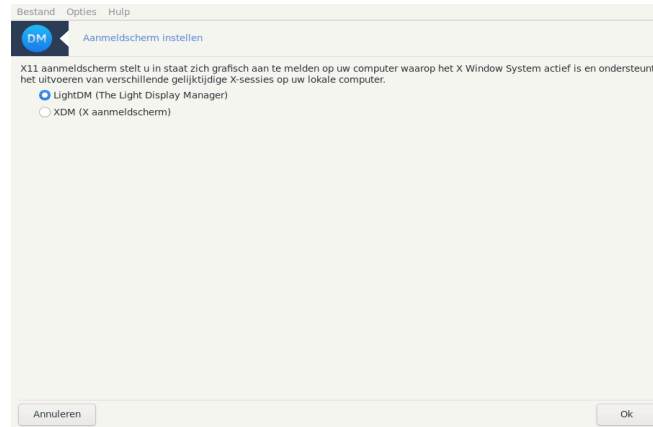 Bestand Opties Hulp
DM Aanmeldscherm instellen
X11 aanmeldscherm stelt u in staat zich grafisch aan te melden op uw computer waarop het X Window System actief is en ondersteunt
het uitvoeren van verschillende gelijktijdige X-sessies op uw lokale computer.
LightDM (The Light Display Manager)
XDM (X aanmeldscherm)
Annuleren Ok